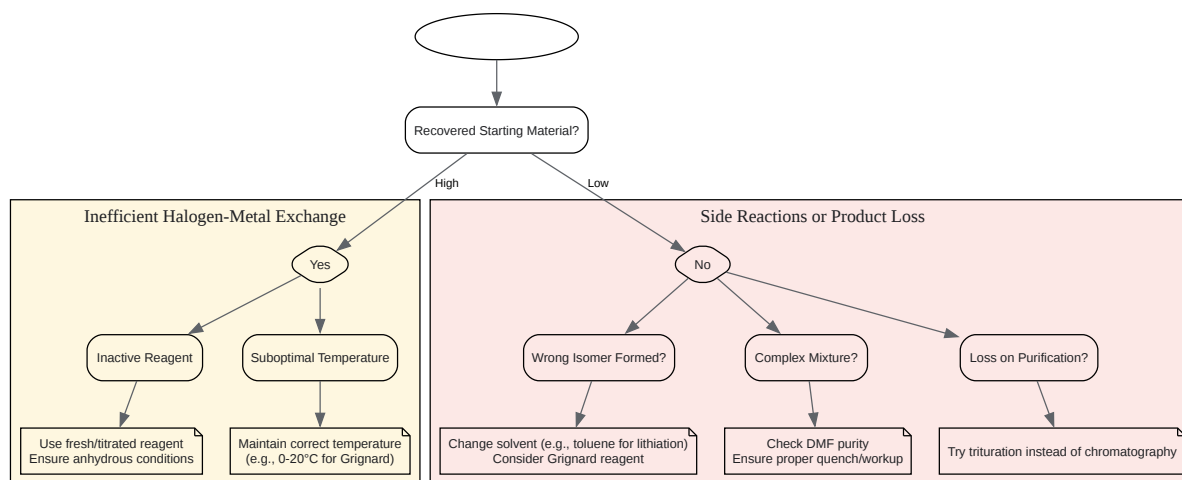 Recovered Starting Material?
High
Low
Inefficient Halogen-Metal Exchange
Side Reactions or Product Loss
Yes
No
Inactive Reagent
Suboptimal Temperature
Wrong Isomer Formed?
Complex Mixture?
Loss on Purification?
Use fresh/titrated reagent
Ensure anhydrous conditions
Maintain correct temperature
(e.g., 0-20°C for Grignard)
Change solvent (e.g., toluene for lithiation)
Consider Grignard reagent
Check DMF purity
Ensure proper quench/workup
Try trituration instead of chromatography